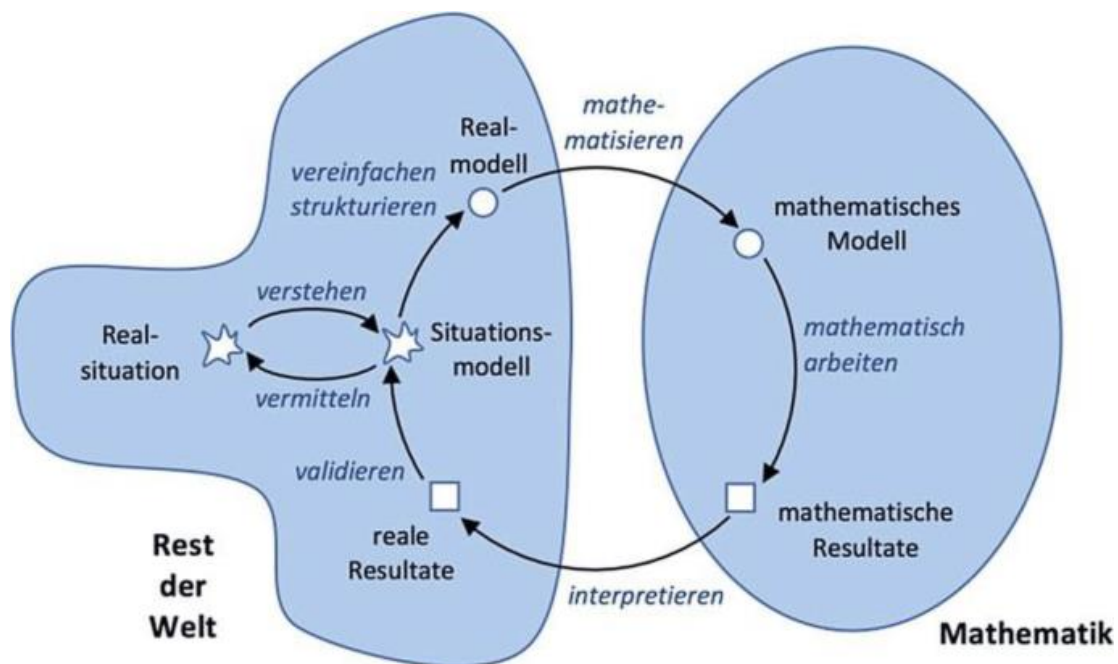 Real-
modell
mathe-
matisieren
vereinfachen
strukturieren
mathematisches
Modell
verstehen
Real-
situation
Situations-
modell
mathematisch
arbeiten
vermitteln
validieren
reale
Resultate
mathematische
Resultate
interpretieren
Rest
der
Welt
Mathematik